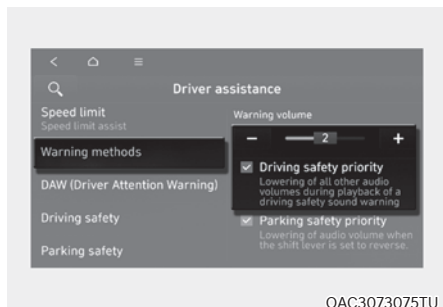 Driver assistance
Speed limit
Speed limit assist
Warning methods
DAW (Driver Attention Warning)
Driving safety
Parking safety
Warning volume
2
Driving safety priority
Lowering of all other audio
volumes during playback of a
driving safety sound warning
Parking safety priority
Lowering of audio volume when
the shift lever is set to reverse.
OAC3073075TU